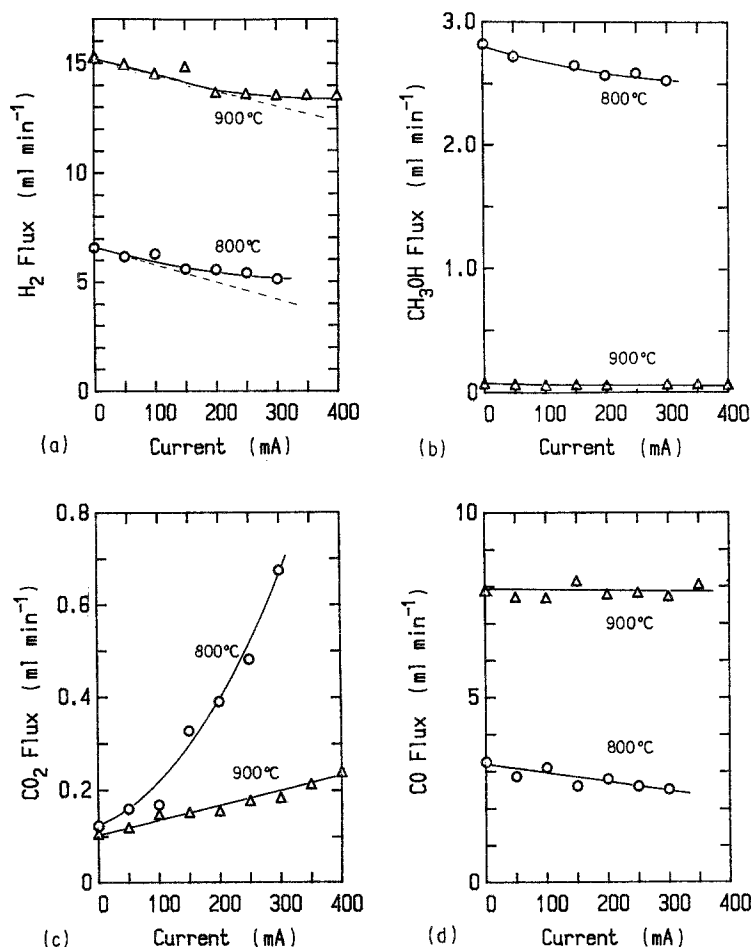 H₂ Flux (ml min⁻¹)
15
10
5
0
900°C
800°C
0 100 200 300 400
(a) Current (mA)
CH₃OH Flux (ml min⁻¹)
3.0
2.0
1.0
0
800°C
900°C
0 100 200 300 400
(b) Current (mA)
CO₂ Flux (ml min⁻¹)
0.8
0.6
0.4
0.2
0
800°C
900°C
0 100 200 300 400
(c) Current (mA)
CO Flux (ml min⁻¹)
10
5
0
900°C
800°C
0 100 200 300 400
(d) Current (mA)